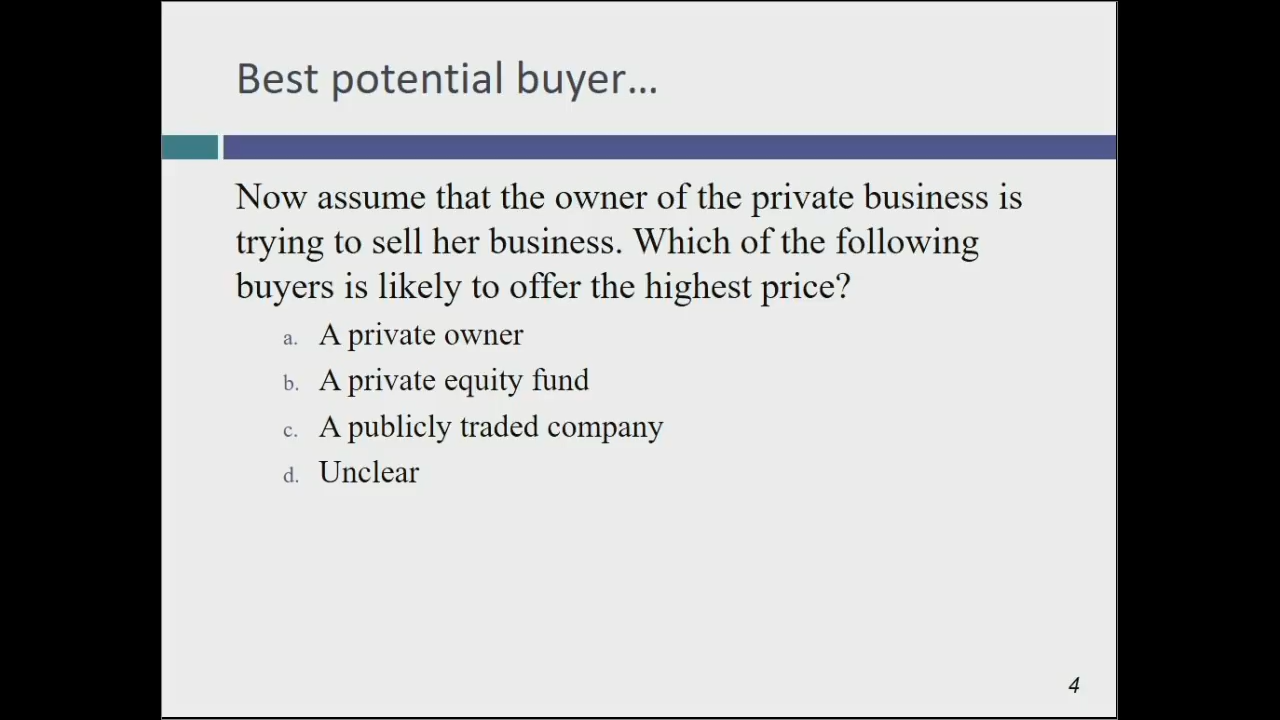 Best potential buyer…
Now assume that the owner of the private business is
trying to sell her business. Which of the following
buyers is likely to offer the highest price?
a. A private owner
b. A private equity fund
c. A publicly traded company
d. Unclear
4